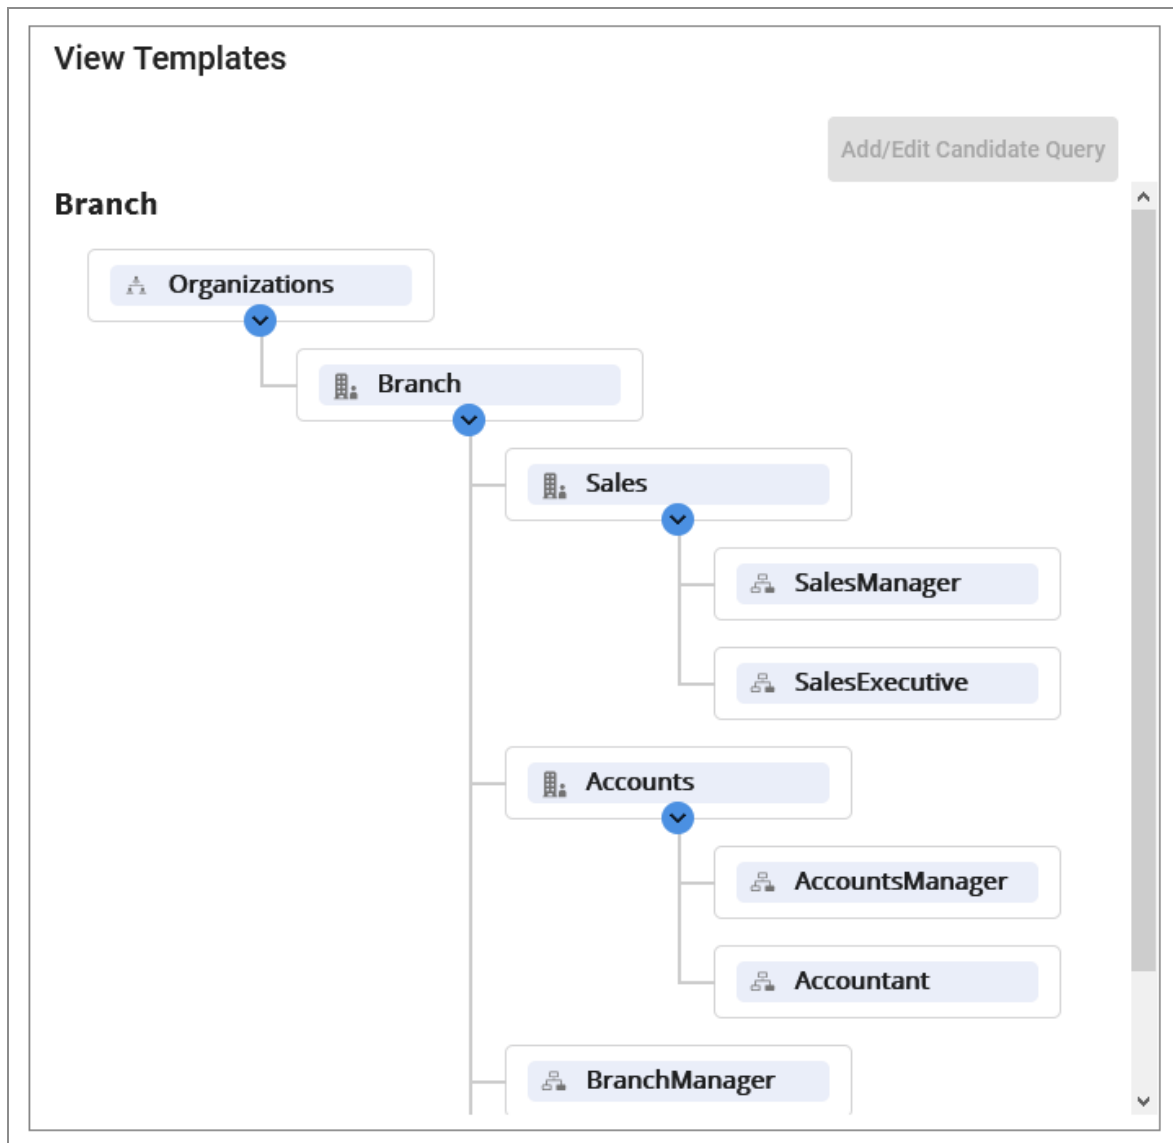 View Templates
Add/Edit Candidate Query
Branch
Organizations
Branch
Sales
SalesManager
SalesExecutive
Accounts
AccountsManager
Accountant
BranchManager